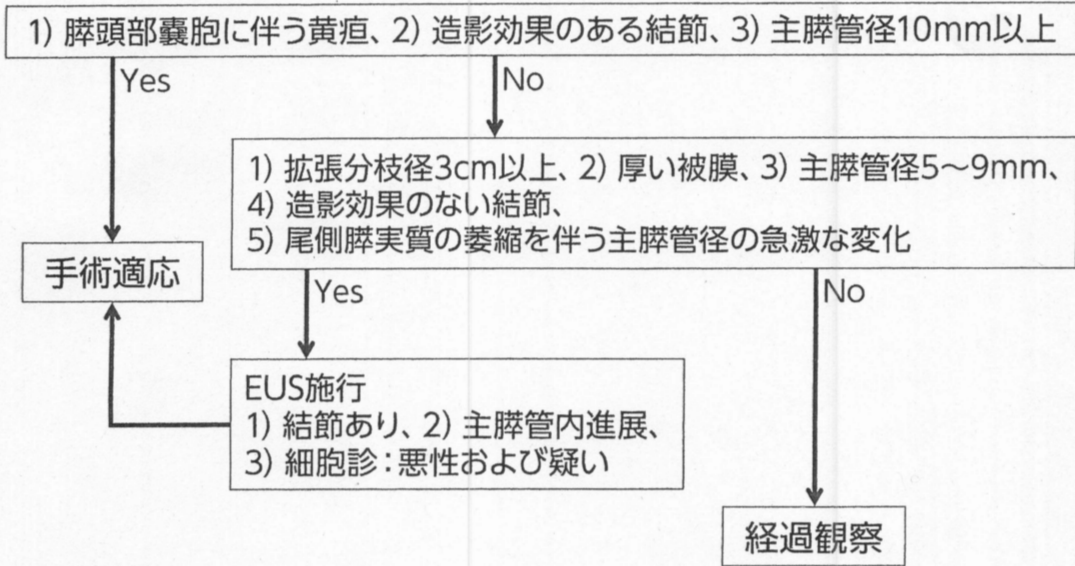 1) 膵頭部嚢胞に伴う黄疸、2) 造影効果のある結節、3) 主膵管径10mm以上
Yes
No
1) 拡張分枝径3cm以上、2) 厚い被膜、3) 主膵管径5〜9mm、
4) 造影効果のない結節、
5) 尾側膵実質の萎縮を伴う主膵管径の急激な変化
手術適応
Yes
No
EUS施行
1) 結節あり、2) 主膵管内進展、
3) 細胞診：悪性および疑い
経過観察